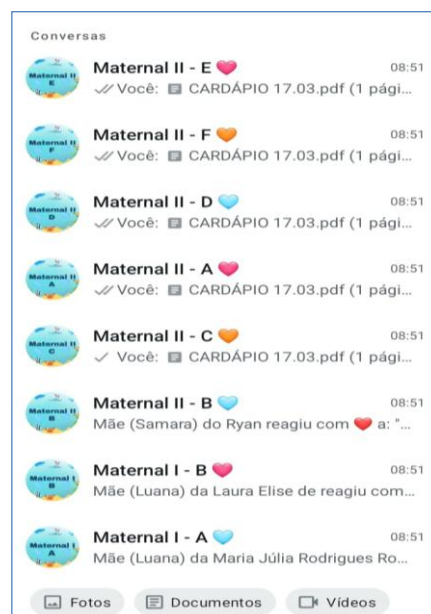 Conversas
Maternal II - E 💗 08:51
Você: CARDÁPIO 17.03.pdf (1 pági...
Maternal II - F 🧡 08:51
Você: CARDÁPIO 17.03.pdf (1 pági...
Maternal II - D 🩵 08:51
Você: CARDÁPIO 17.03.pdf (1 pági...
Maternal II - A 💗 08:51
Você: CARDÁPIO 17.03.pdf (1 pági...
Maternal II - C 🧡 08:51
Você: CARDÁPIO 17.03.pdf (1 pági...
Maternal II - B 🩵 08:51
Mãe (Samara) do Ryan reagiu com ❤️ a: "...
Maternal I - B 💗 08:51
Mãe (Luana) da Laura Elise de reagiu com...
Maternal I - A 🩵 08:51
Mãe (Luana) da Maria Júlia Rodrigues Ro...
Fotos Documentos Vídeos